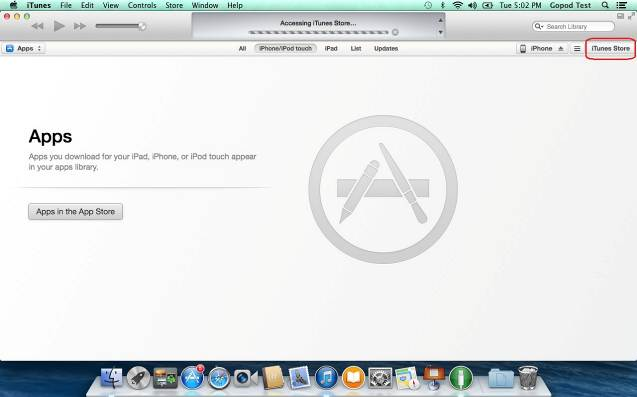 iTunes File Edit View Controls Store Window Help Tue 5:02 PM Gopod Test
Accessing iTunes Store...
Search Library
Apps All iPhone/iPod touch iPad List Updates iPhone iTunes Store
Apps
Apps you download for your iPad, iPhone, or iPod touch appear
in your apps library.
Apps in the App Store